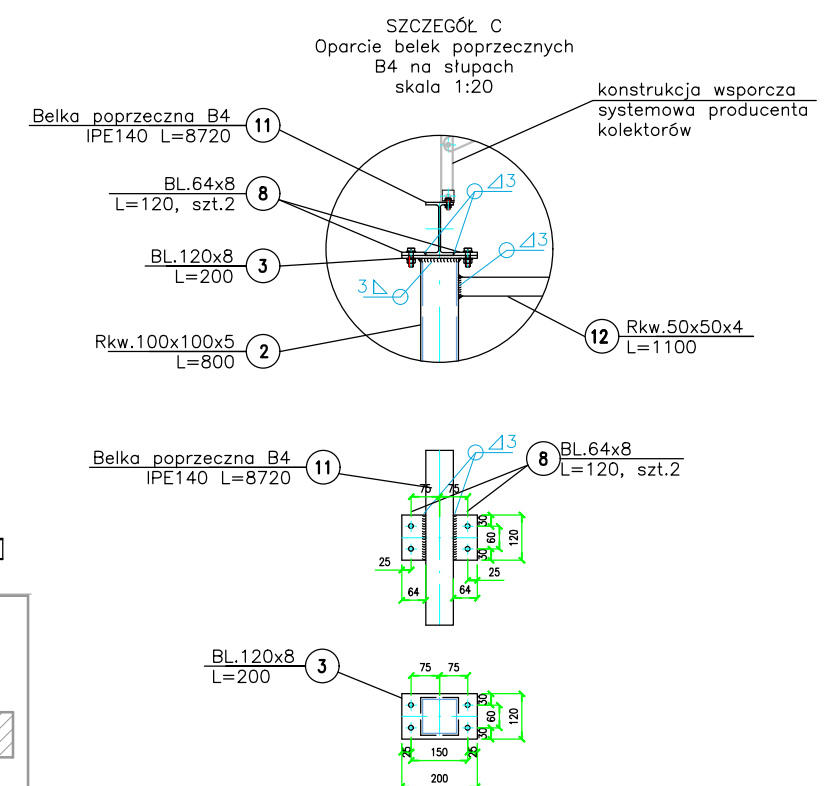 SZCZEGÓŁ C
Oparcie belek poprzecznych
B4 na słupach
skala 1:20
konstrukcja wsporcza
systemowa producenta
kolektorów
Belka poprzeczna B4
IPE140 L=8720
11
BL.64x8
L=120, szt.2
8
BL.120x8
L=200
3
Rkw.100x100x5
L=800
2
3
3
3
12
Rkw.50x50x4
L=1100
Belka poprzeczna B4
IPE140 L=8720
11
3
8
BL.64x8
L=120, szt.2
75
75
30
60
30
120
25
25
64
64
BL.120x8
L=200
3
75
75
30
60
30
120
25
150
25
200